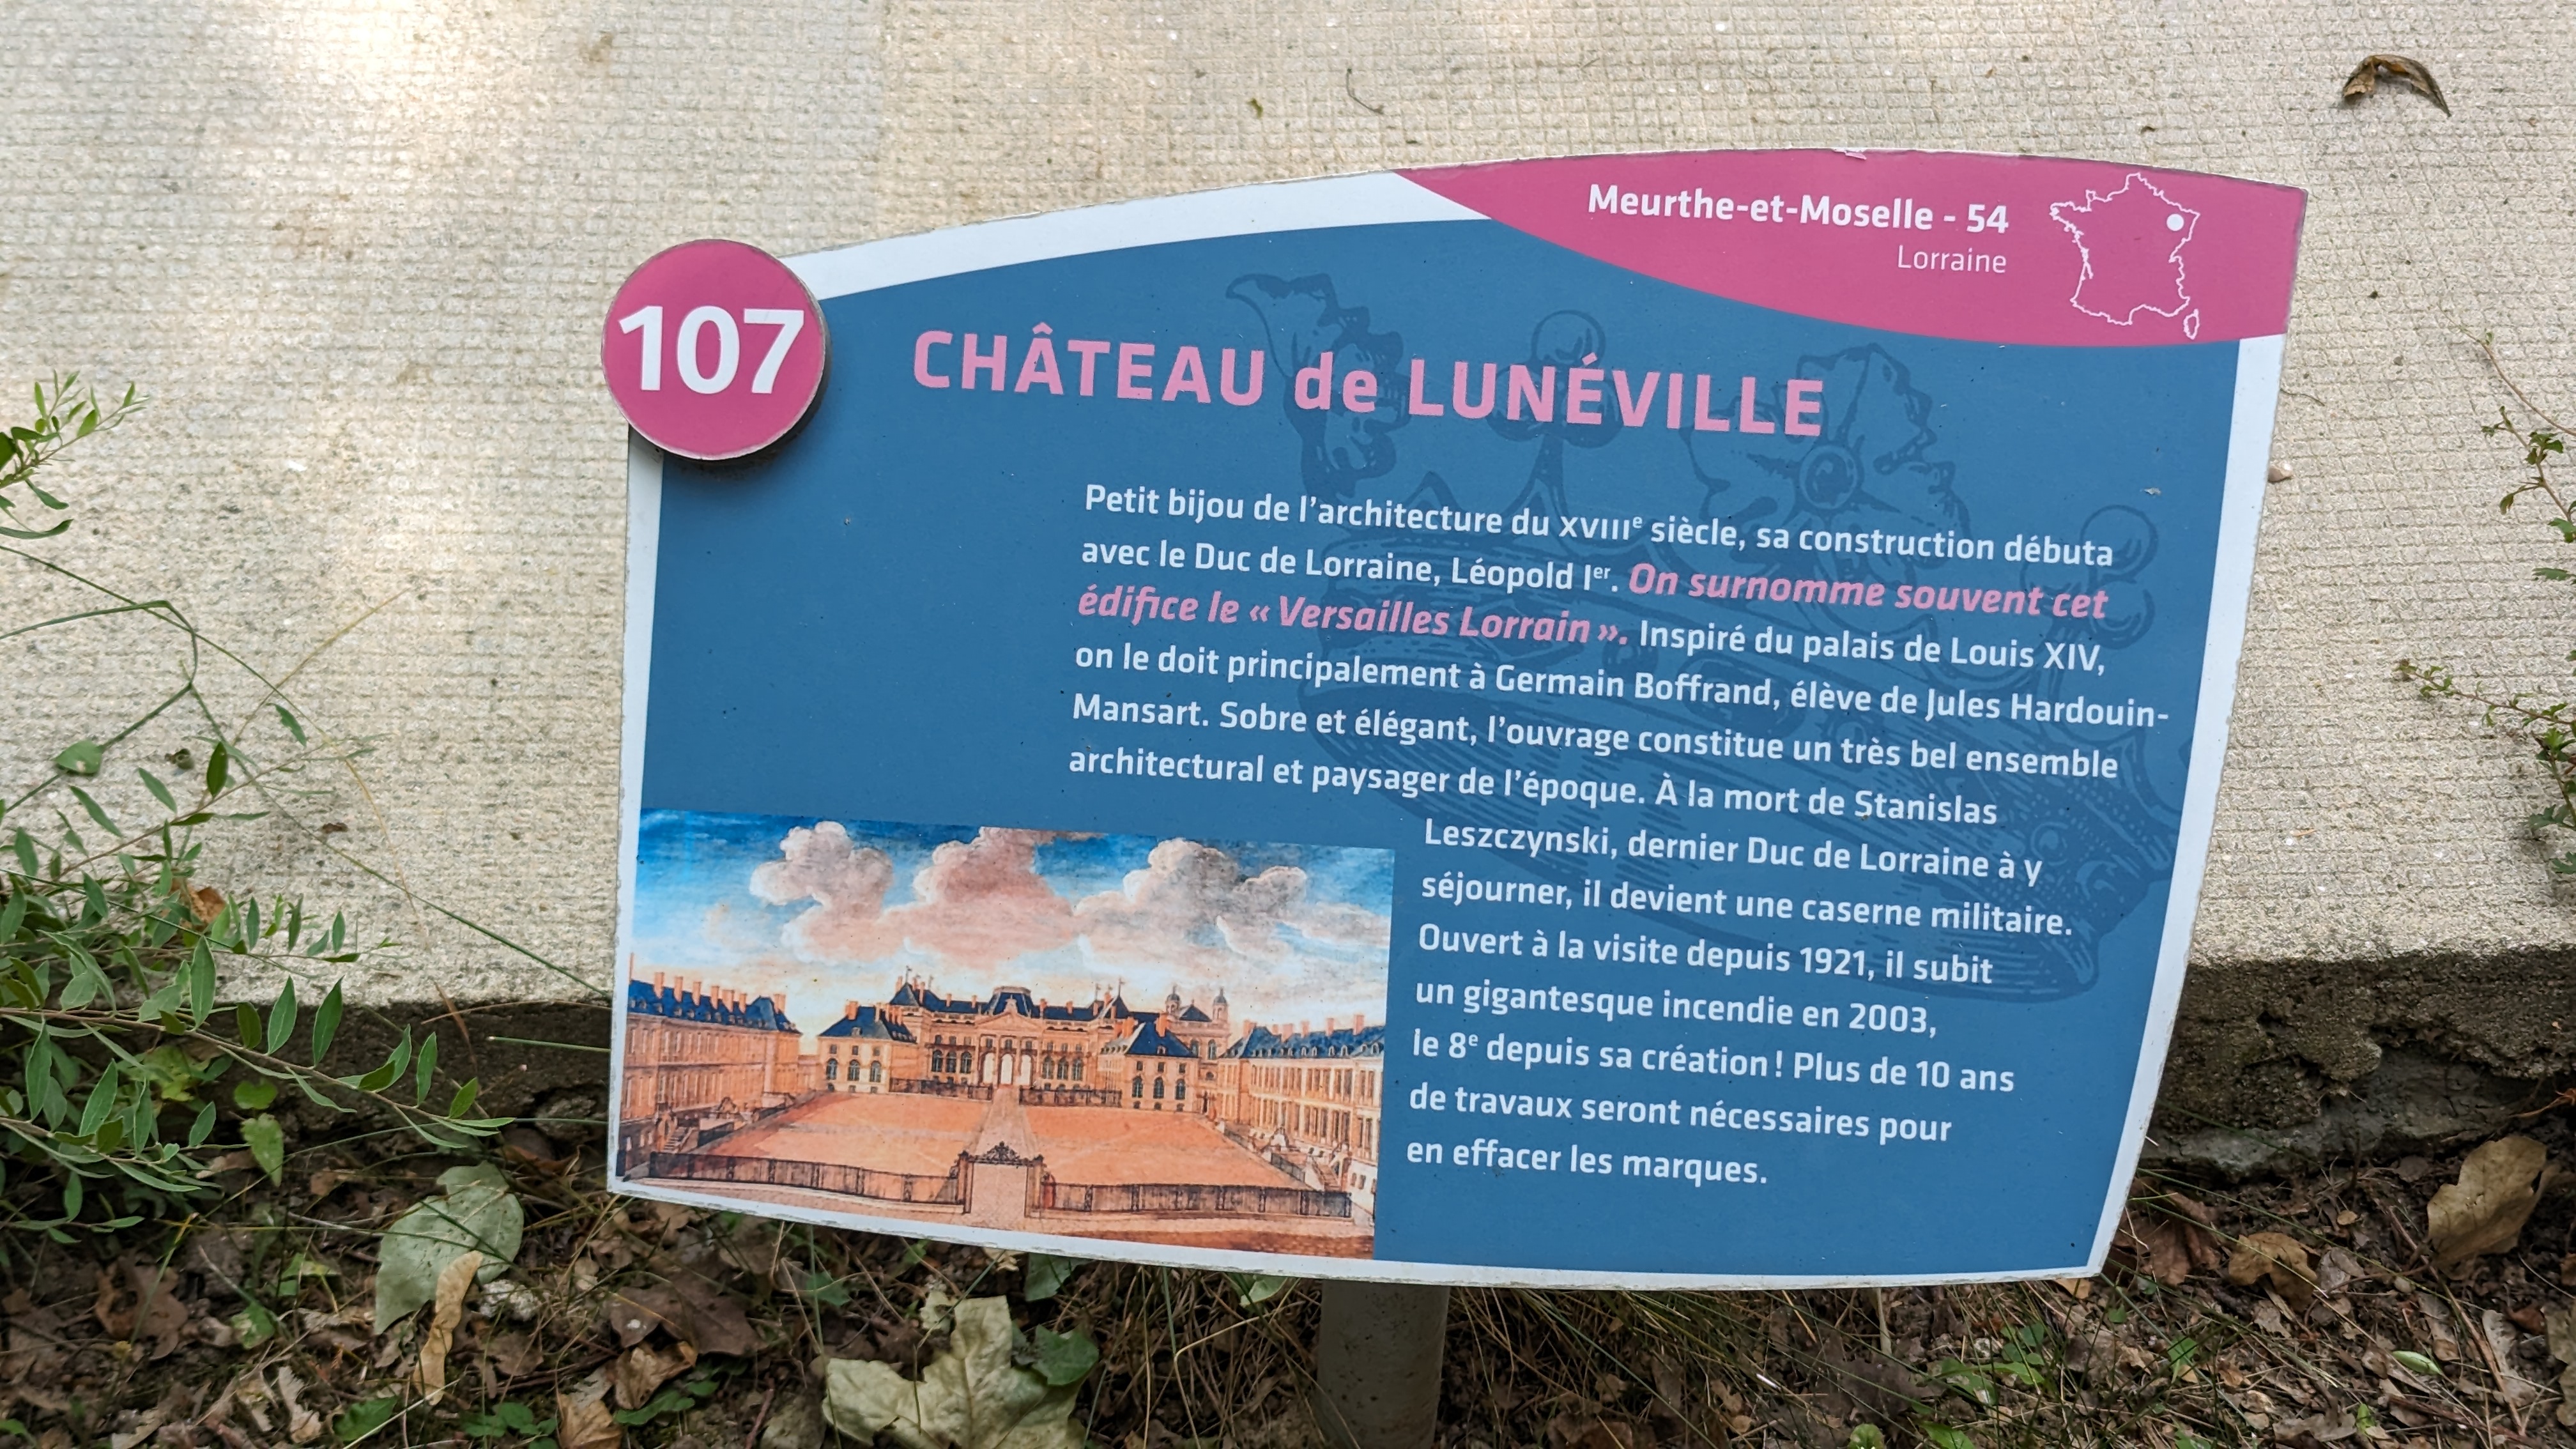 Meurthe-et-Moselle - 54
Lorraine
107
CHÂTEAU de LUNÉVILLE
Petit bijou de l’architecture du XVIIIᵉ siècle, sa construction débuta
avec le Duc de Lorraine, Léopold Iᵉʳ. On surnomme souvent cet
édifice le « Versailles Lorrain ». Inspiré du palais de Louis XIV,
on le doit principalement à Germain Boffrand, élève de Jules Hardouin-
Mansart. Sobre et élégant, l’ouvrage constitue un très bel ensemble
architectural et paysager de l’époque. À la mort de Stanislas
Leszczynski, dernier Duc de Lorraine à y
séjourner, il devient une caserne militaire.
Ouvert à la visite depuis 1921, il subit
un gigantesque incendie en 2003,
le 8ᵉ depuis sa création ! Plus de 10 ans
de travaux seront nécessaires pour
en effacer les marques.